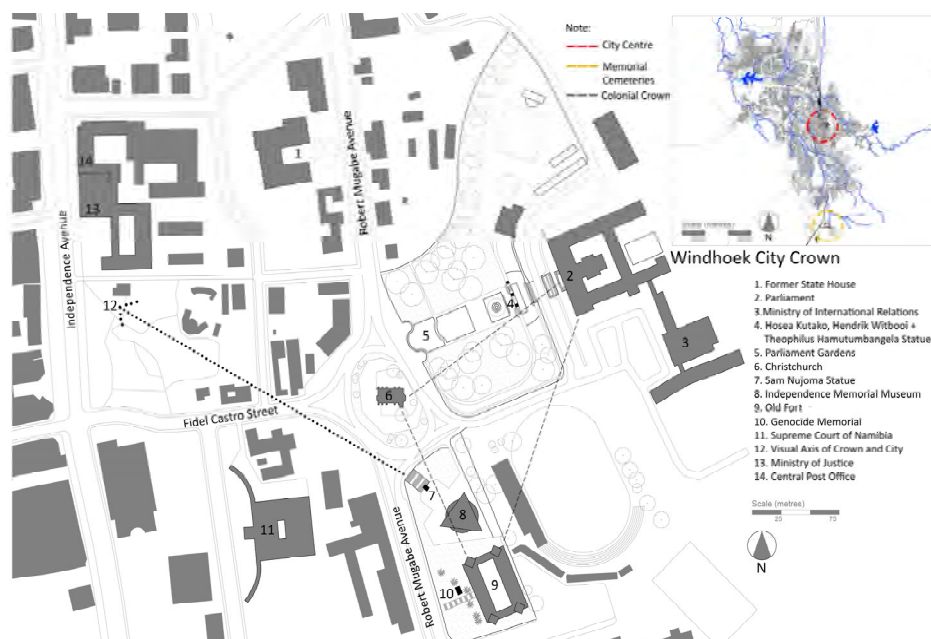 Note:
City Centre
Memorial
Cemeteries
Colonial Crown
N
Windhoek City Crown
1. Former State House
2. Parliament
3.Ministry of International Relations
4. Hosea Kutako, Hendrik Witbooi +
Theophilus Hamutumbangela Statue
5. Parliament Gardens
6. Christchurch
7. Sam Nujoma Statue
8. Independence Memorial Museum
9. Old Fort
10. Genocide Memorial
11. Supreme Court of Namibia
12. Visual Axis of Crown and City
13. Ministry of Justice
14. Central Post Office
Scale (metres)
25
75
N
Independence Avenue
Robert Mugabe Avenue
Fidel Castro Street
Robert Mugabe Avenue
14
13
1
12
2
4
3
5
6
7
8
11
10
9